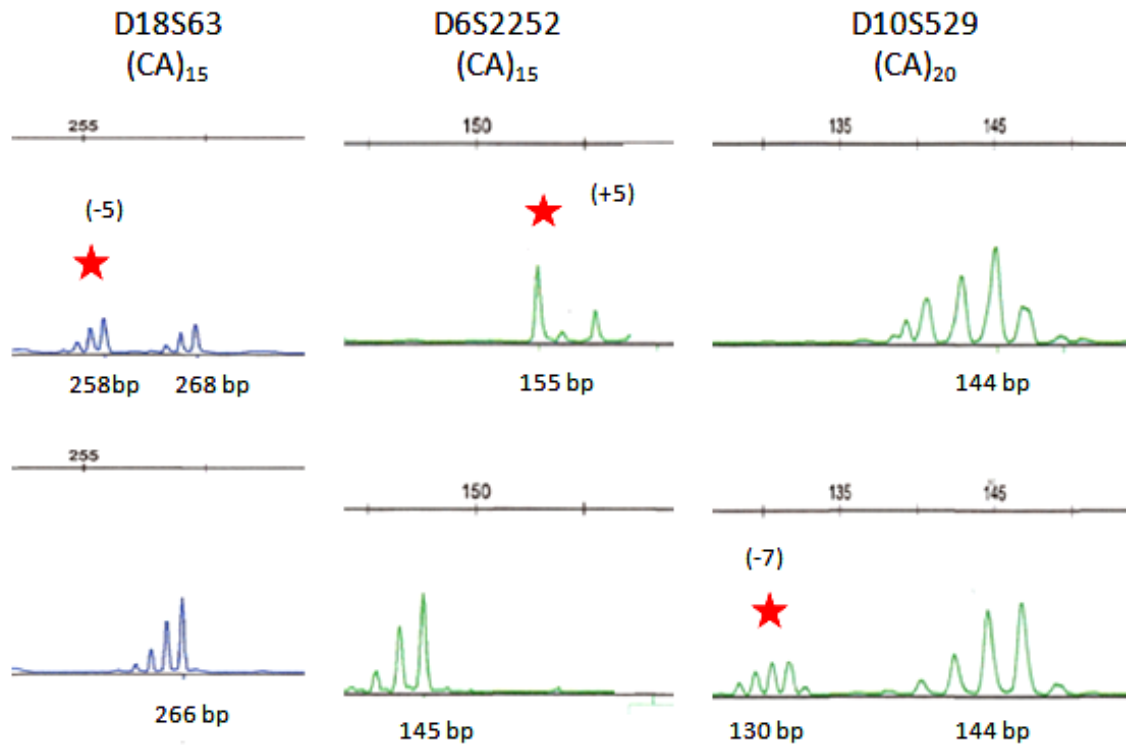 D18S63
(CA)₁₅
D6S2252
(CA)₁₅
D10S529
(CA)₂₀
255
150
135 145
(-5)
(+5)
258bp 268 bp
155 bp
144 bp
255
150
135 145
(-7)
266 bp
145 bp
130 bp 144 bp